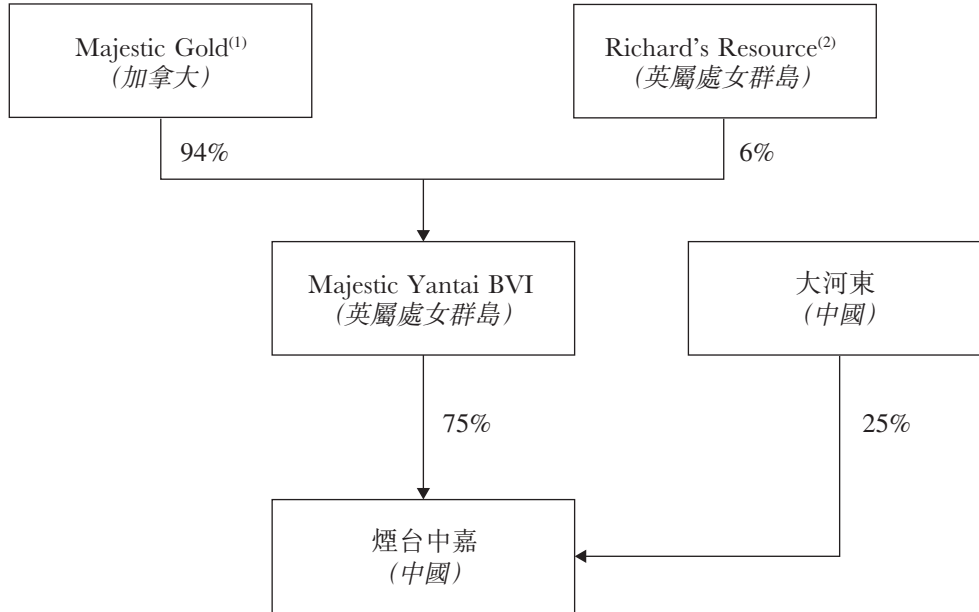 Majestic Gold⁽¹⁾
（加拿大）
Richard's Resource⁽²⁾
（英屬處女群島）
94%
6%
Majestic Yantai BVI
（英屬處女群島）
大河東
（中國）
75%
25%
煙台中嘉
（中國）